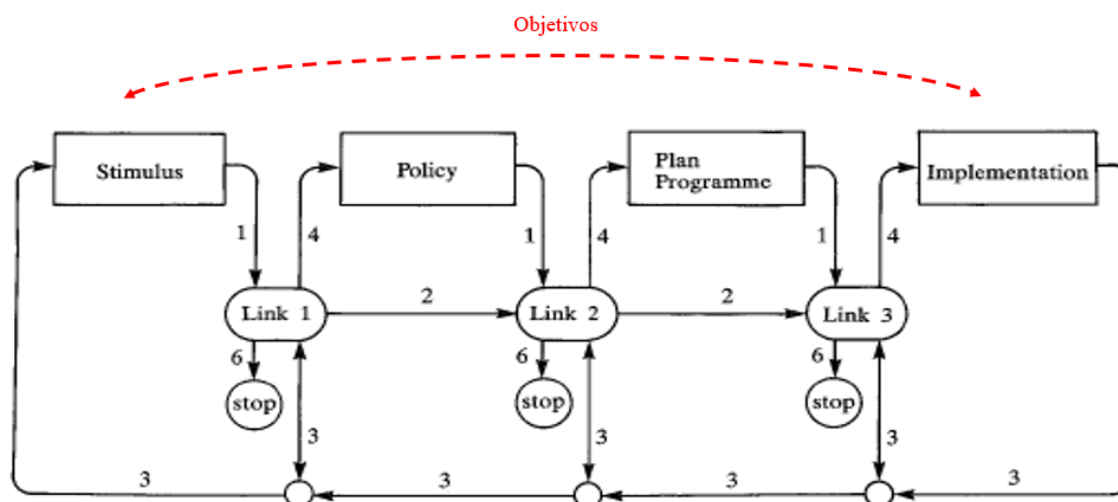 Objetivos
Stimulus
Policy
Plan
Programme
Implementation
1
4
1
4
1
4
Link 1
2
Link 2
2
Link 3
6
6
6
stop
stop
stop
3
3
3
3
3
3
3